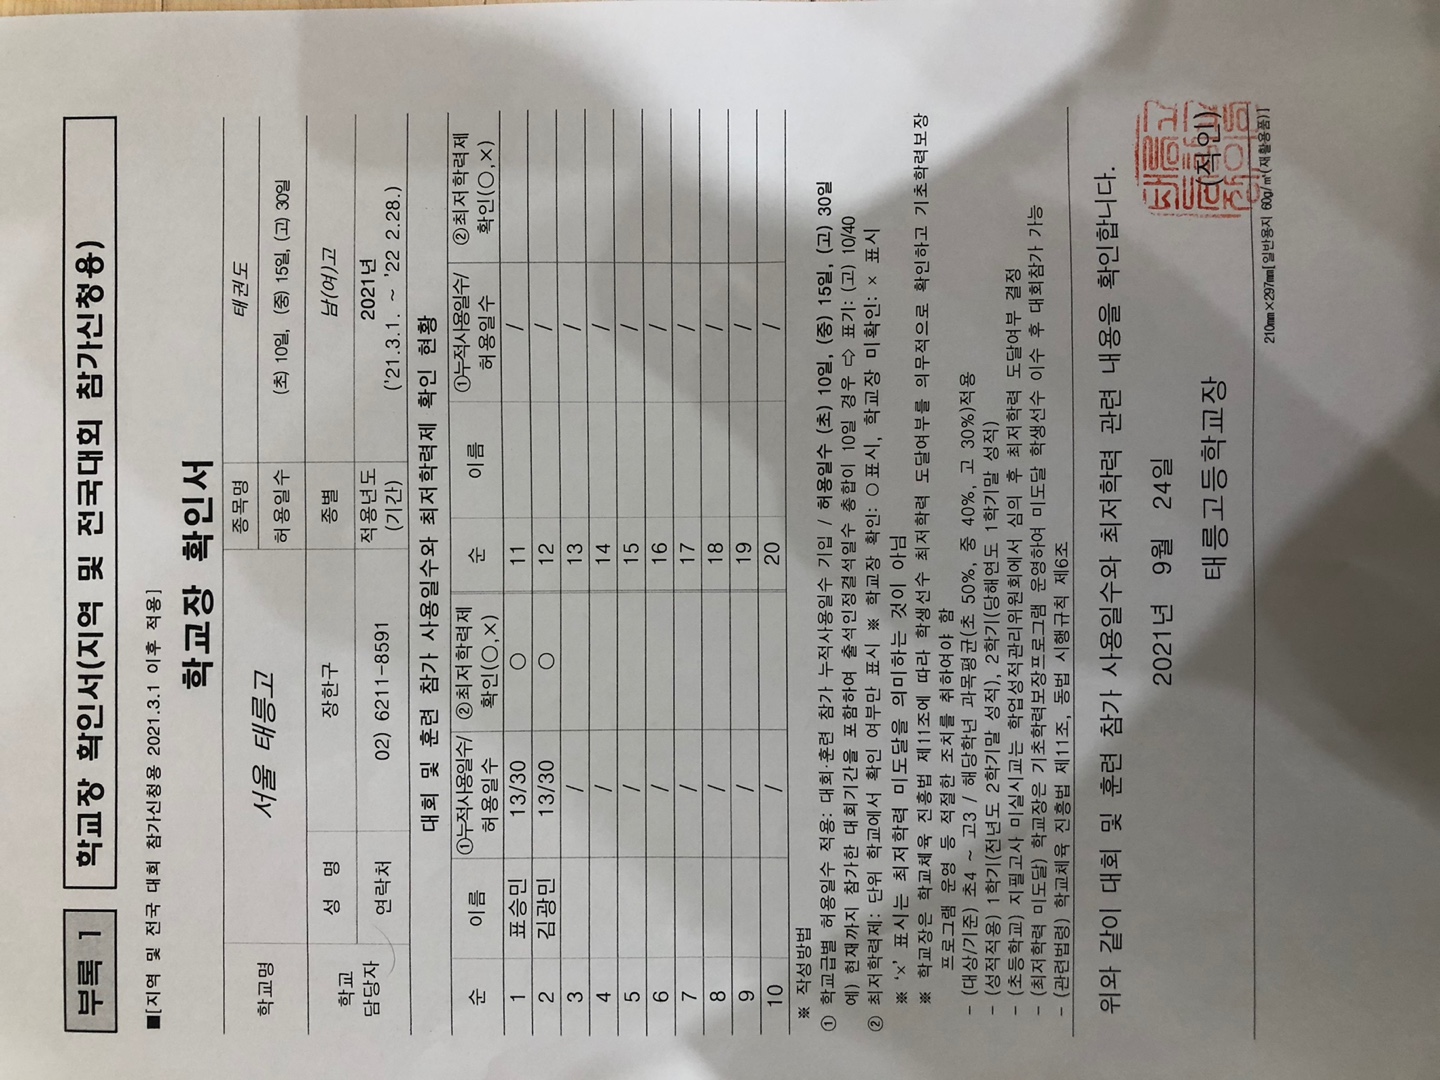 부록 1 학교장 확인서(지역 및 전국대회 참가신청용)
■[지역 및 전국 대회 참가신청용 2021.3.1 이후 적용]
학교장 확인서
학교명 서울 태릉고 종목명 태권도
허용일수 (초) 10일, (중) 15일, (고) 30일
학교 담당자 성 명 장한구 종별 남(여)고
연락처 02) 6211-8591 적용년도 (기간) 2021년 ('21.3.1. ~ '22 2.28.)
대회 및 훈련 참가 사용일수와 최저학력제 확인 현황
순 이름 ①누적사용일수/허용일수 ②최저학력제 확인(○,×) 순 이름 ①누적사용일수/허용일수 ②최저학력제 확인(○,×)
1 표승민 13/30 ○ 11 /
2 김광민 13/30 ○ 12 /
3 / 13 /
4 / 14 /
5 / 15 /
6 / 16 /
7 / 17 /
8 / 18 /
9 / 19 /
10 / 20 /
※ 작성방법
① 학교급별 허용일수 적용: 대회·훈련 참가 누적사용일수 기입 / 허용일수 (초) 10일, (중) 15일, (고) 30일
예) 현재까지 참가한 대회기간을 포함하여 출석인정결석일수 총합이 10일 경우 ⇨ 표기: (고) 10/40
② 최저학력제: 단위 학교에서 확인 여부만 표시 ※ 학교장 확인: ○표시, 학교장 미확인: × 표시
※ '×' 표시는 최저학력 미도달을 의미하는 것이 아님
※ 학교장은 학교체육 진흥법 제11조에 따라 학생선수 최저학력 도달여부를 의무적으로 확인하고 기초학력보장
프로그램 운영 등 적절한 조치를 취하여야 함
- (대상/기준) 초4 ~ 고3 / 해당학년 과목평균(초 50%, 중 40%, 고 30%)적용
- (성적적용) 1학기(전년도 2학기말 성적), 2학기(당해연도 1학기말 성적)
- (초등학교) 지필고사 미실시교는 학업성적관리위원회에서 심의 후 최저학력 도달여부 결정
- (최저학력 미도달) 학교장은 기초학력보장프로그램 운영하여 미도달 학생선수 이수 후 대회참가 가능
- (관련법령) 학교체육 진흥법 제11조, 동법 시행규칙 제6조
위와 같이 대회 및 훈련 참가 사용일수와 최저학력 관련 내용을 확인합니다.
2021년 9월 24일
태릉고등학교장 (직인)
210㎜×297㎜[일반용지 60g/㎡(재활용품)]